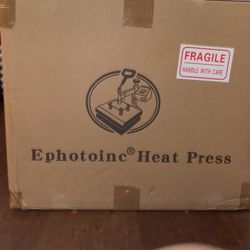 FRAGILE
HANDLE WITH CARE
Ephotoinc® Heat Press